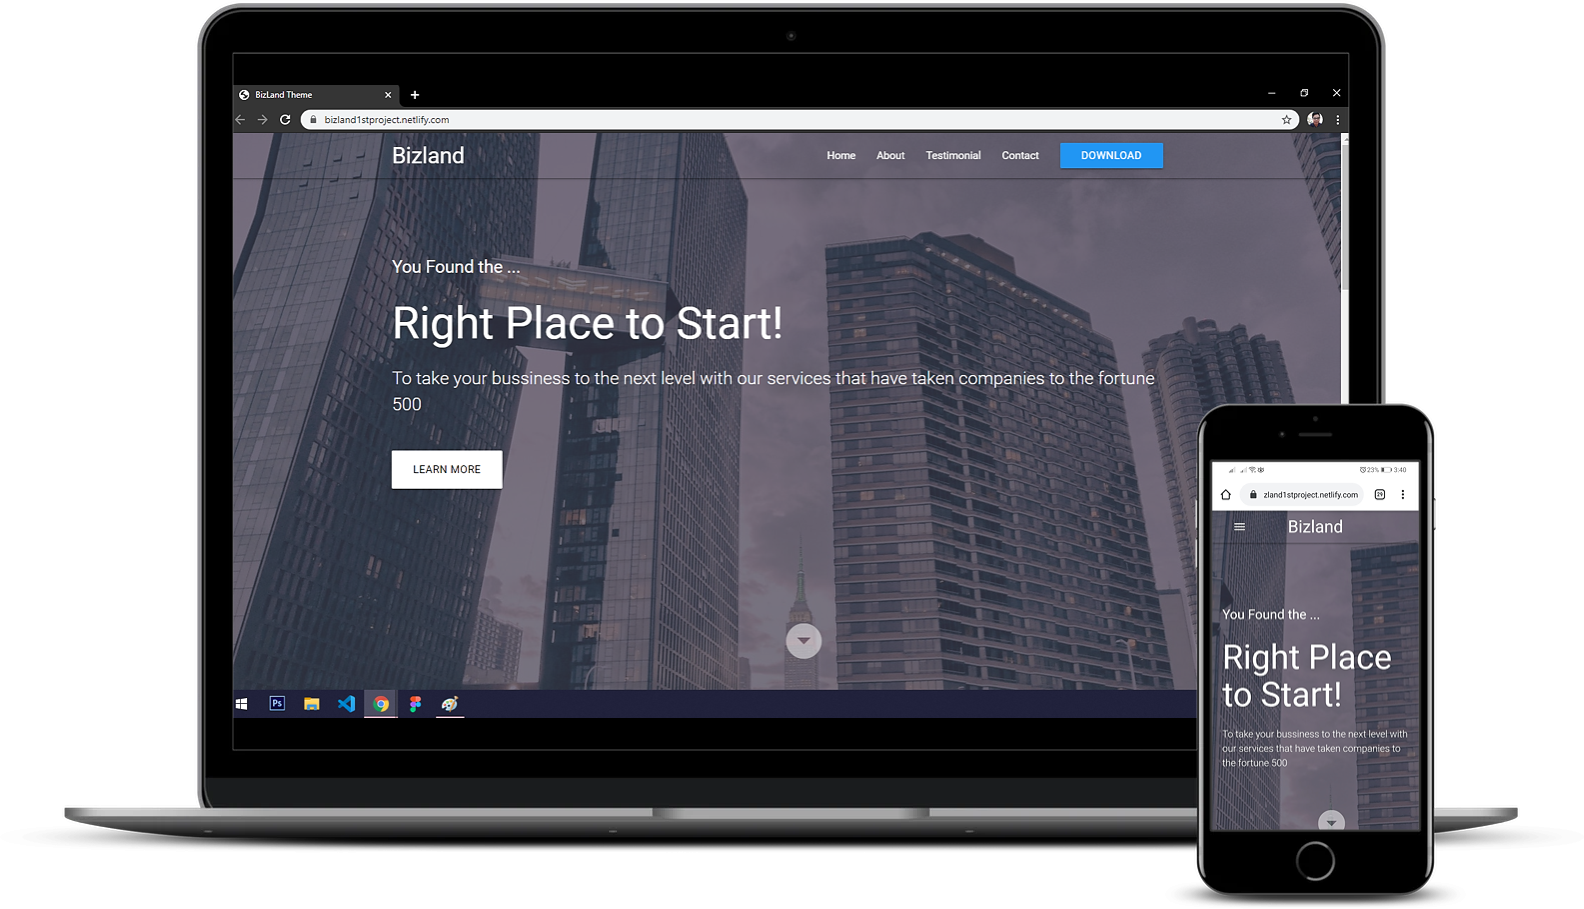 BizLand Theme
bizland1stproject.netlify.com
Bizland
Home About Testimonial Contact DOWNLOAD
You Found the ...
Right Place to Start!
To take your bussiness to the next level with our services that have taken companies to the fortune
500
LEARN MORE
Ps
23% 3:40
zland1stproject.netlify.com 29
Bizland
You Found the ...
Right Place
to Start!
To take your bussiness to the next level with
our services that have taken companies to
the fortune 500